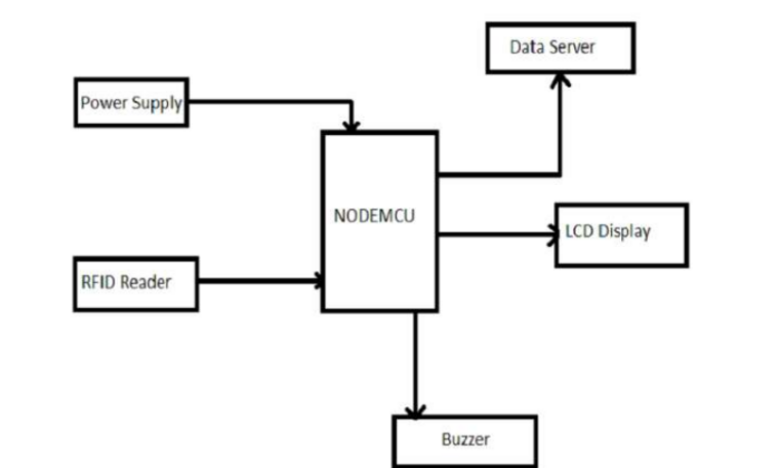 Data Server
Power Supply
NODEMCU
LCD Display
RFID Reader
Buzzer